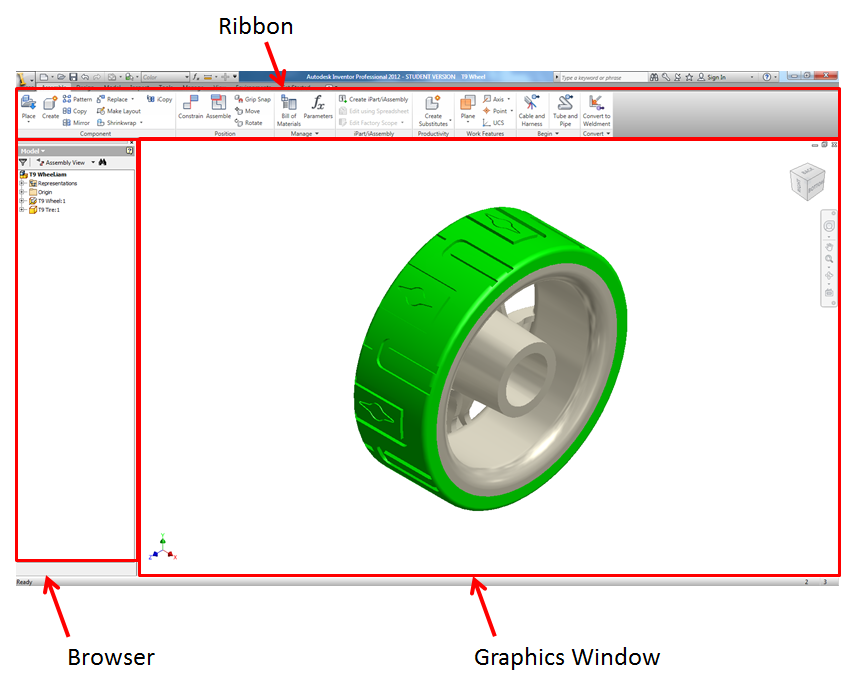 Ribbon
Color
Autodesk Inventor Professional 2012 - STUDENT VERSION T9 Wheel
Type a keyword or phrase
Sign In
Place
Create
Pattern
Copy
Mirror
Replace
Make Layout
Shrinkwrap
iCopy
Component
Constrain
Assemble
Grip Snap
Move
Rotate
Position
Bill of
Materials
Parameters
Manage
Create iPart/iAssembly
Edit using Spreadsheet
Edit Factory Scope
iPart/iAssembly
Create
Substitutes
Productivity
Plane
Axis
Point
UCS
Work Features
Cable and
Harness
Tube and
Pipe
Begin
Convert to
Weldment
Convert
Model
Assembly View
T9 Wheel.iam
Representations
Origin
T9 Wheel:1
T9 Tire:1
Y
Z
X
Ready
2 3
Browser
Graphics Window